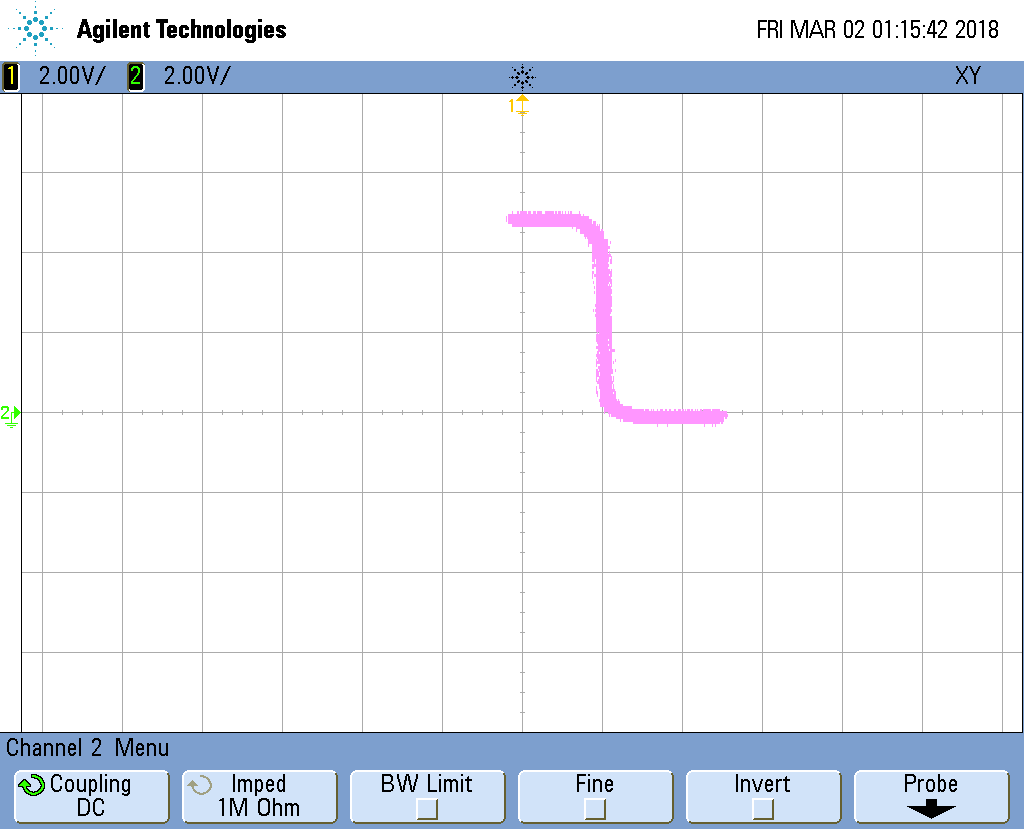 Agilent Technologies FRI MAR 02 01:15:42 2018
1 2.00V/ 2 2.00V/ XY
1
2
Channel 2 Menu
Coupling Imped BW Limit Fine Invert Probe
DC 1M Ohm